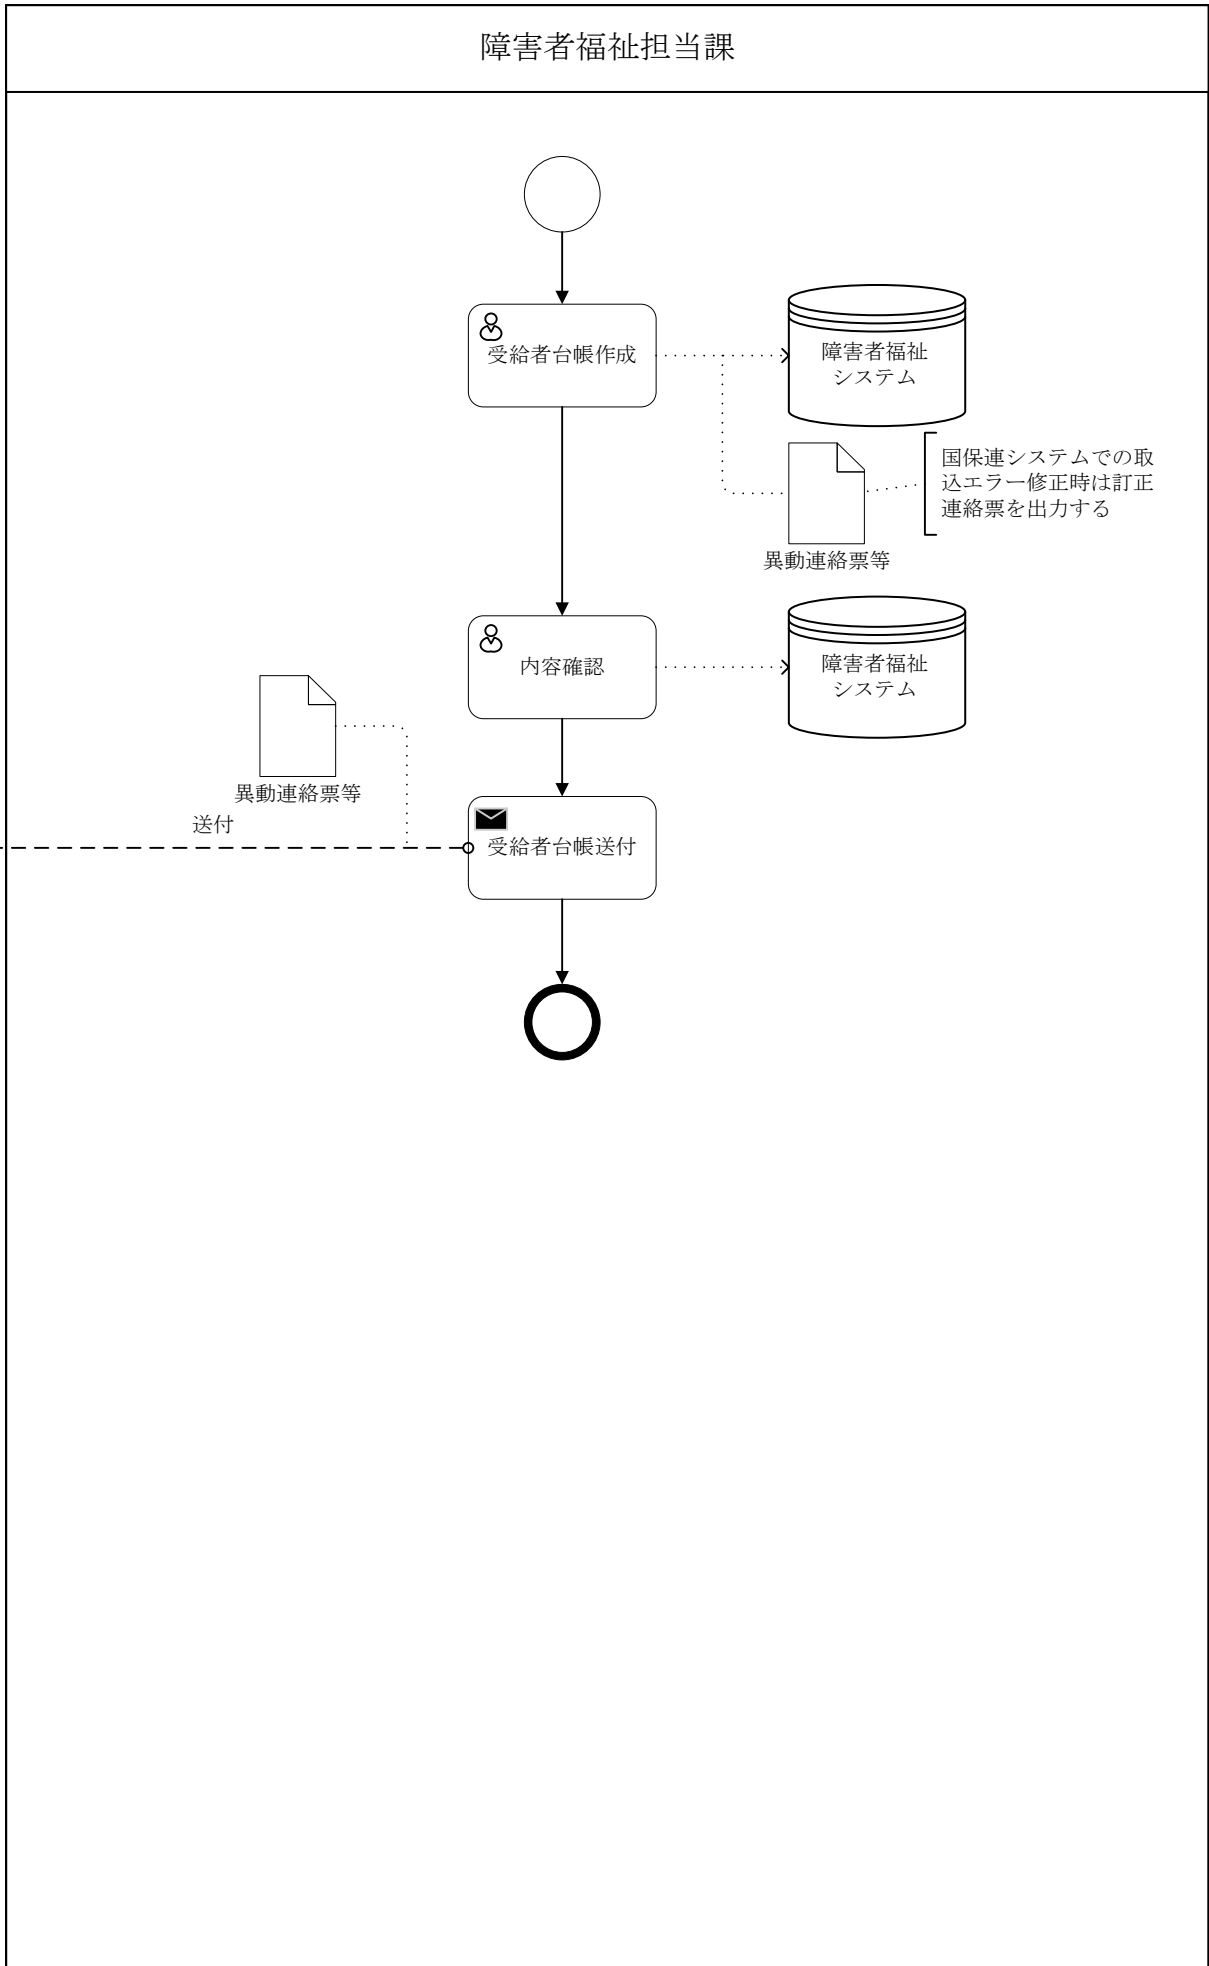 障害者福祉担当課
受給者台帳作成
障害者福祉
システム
国保連システムでの取
込エラー修正時は訂正
連絡票を出力する
異動連絡票等
内容確認
障害者福祉
システム
異動連絡票等
送付
受給者台帳送付